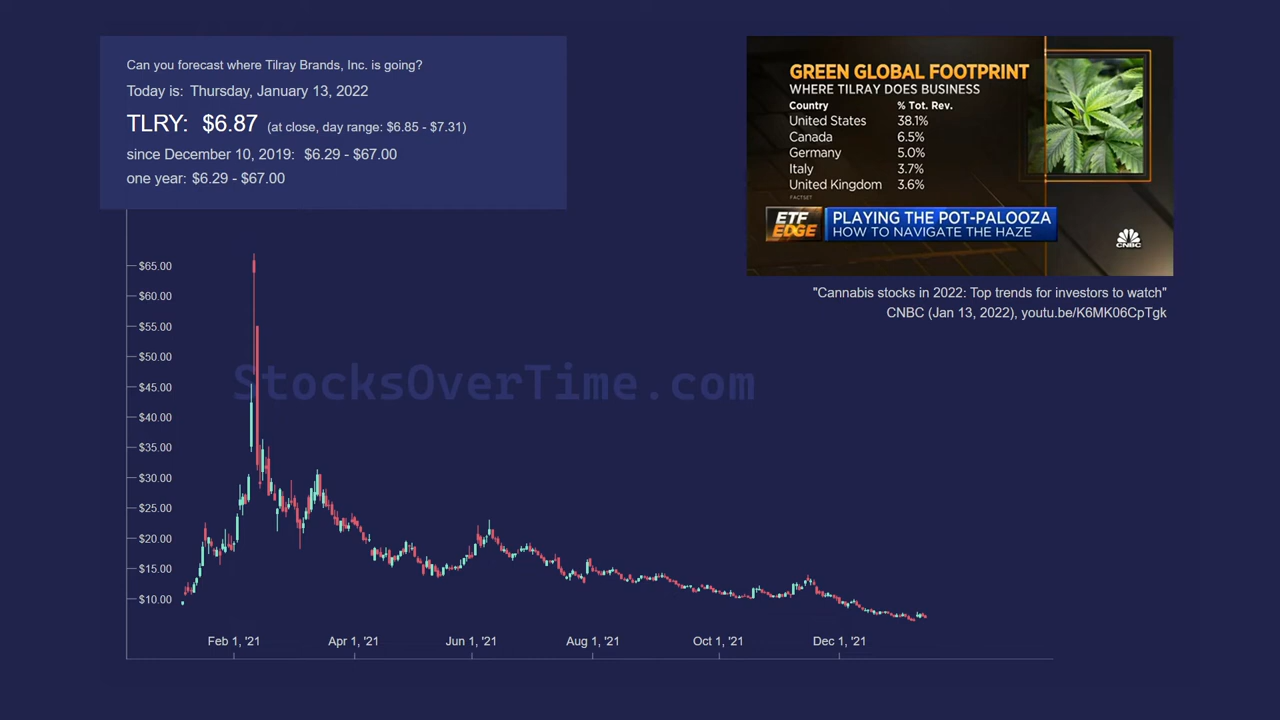 Can you forecast where Tilray Brands, Inc. is going?
Today is: Thursday, January 13, 2022
TLRY: $6.87 (at close, day range: $6.85 - $7.31)
since December 10, 2019: $6.29 - $67.00
one year: $6.29 - $67.00
GREEN GLOBAL FOOTPRINT
WHERE TILRAY DOES BUSINESS
Country % Tot. Rev.
United States 38.1%
Canada 6.5%
Germany 5.0%
Italy 3.7%
United Kingdom 3.6%
FACTSET
ETF EDGE
PLAYING THE POT-PALOOZA
HOW TO NAVIGATE THE HAZE
CNBC
"Cannabis stocks in 2022: Top trends for investors to watch"
CNBC (Jan 13, 2022), youtu.be/K6MK06CpTgk
StocksOverTime.com
$65.00
$60.00
$55.00
$50.00
$45.00
$40.00
$35.00
$30.00
$25.00
$20.00
$15.00
$10.00
Feb 1, '21 Apr 1, '21 Jun 1, '21 Aug 1, '21 Oct 1, '21 Dec 1, '21